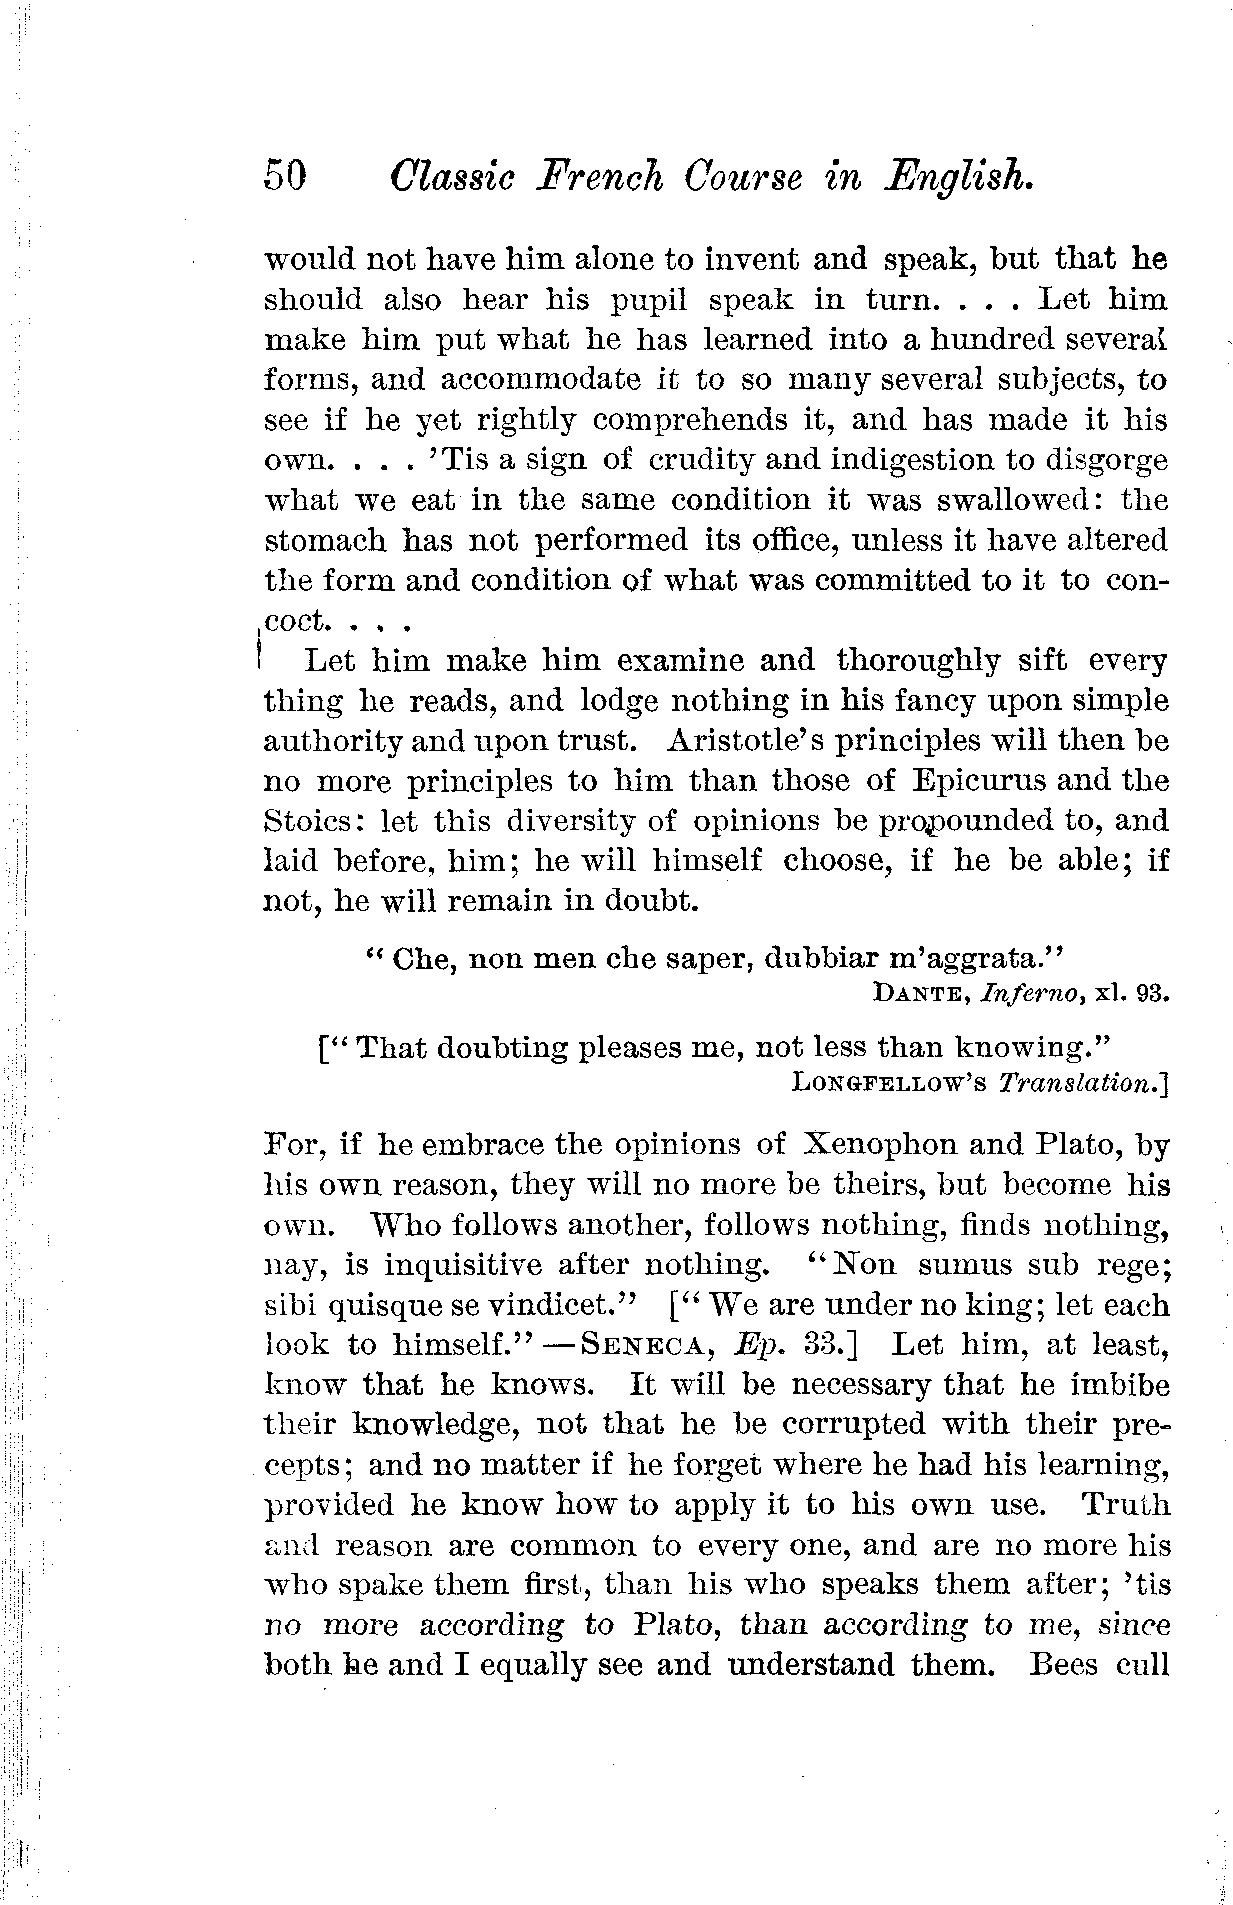 50 Classic French Course in English.
would not have him alone to invent and speak, but that he
should also hear his pupil speak in turn. . . . Let him
make him put what he has learned into a hundred several
forms, and accommodate it to so many several subjects, to
see if he yet rightly comprehends it, and has made it his
own. . . . 'Tis a sign of crudity and indigestion to disgorge
what we eat in the same condition it was swallowed: the
stomach has not performed its office, unless it have altered
the form and condition of what was committed to it to con-
coct. . . .
Let him make him examine and thoroughly sift every
thing he reads, and lodge nothing in his fancy upon simple
authority and upon trust. Aristotle's principles will then be
no more principles to him than those of Epicurus and the
Stoics: let this diversity of opinions be propounded to, and
laid before, him; he will himself choose, if he be able; if
not, he will remain in doubt.
"Che, non men che saper, dubbiar m'aggrata."
DANTE, Inferno, xl. 93.
["That doubting pleases me, not less than knowing."
LONGFELLOW'S Translation.]
For, if he embrace the opinions of Xenophon and Plato, by
his own reason, they will no more be theirs, but become his
own. Who follows another, follows nothing, finds nothing,
nay, is inquisitive after nothing. "Non sumus sub rege;
sibi quisque se vindicet." ["We are under no king; let each
look to himself." —SENECA, Ep. 33.] Let him, at least,
know that he knows. It will be necessary that he imbibe
their knowledge, not that he be corrupted with their pre-
cepts; and no matter if he forget where he had his learning,
provided he know how to apply it to his own use. Truth
and reason are common to every one, and are no more his
who spake them first, than his who speaks them after; 'tis
no more according to Plato, than according to me, since
both he and I equally see and understand them. Bees cull